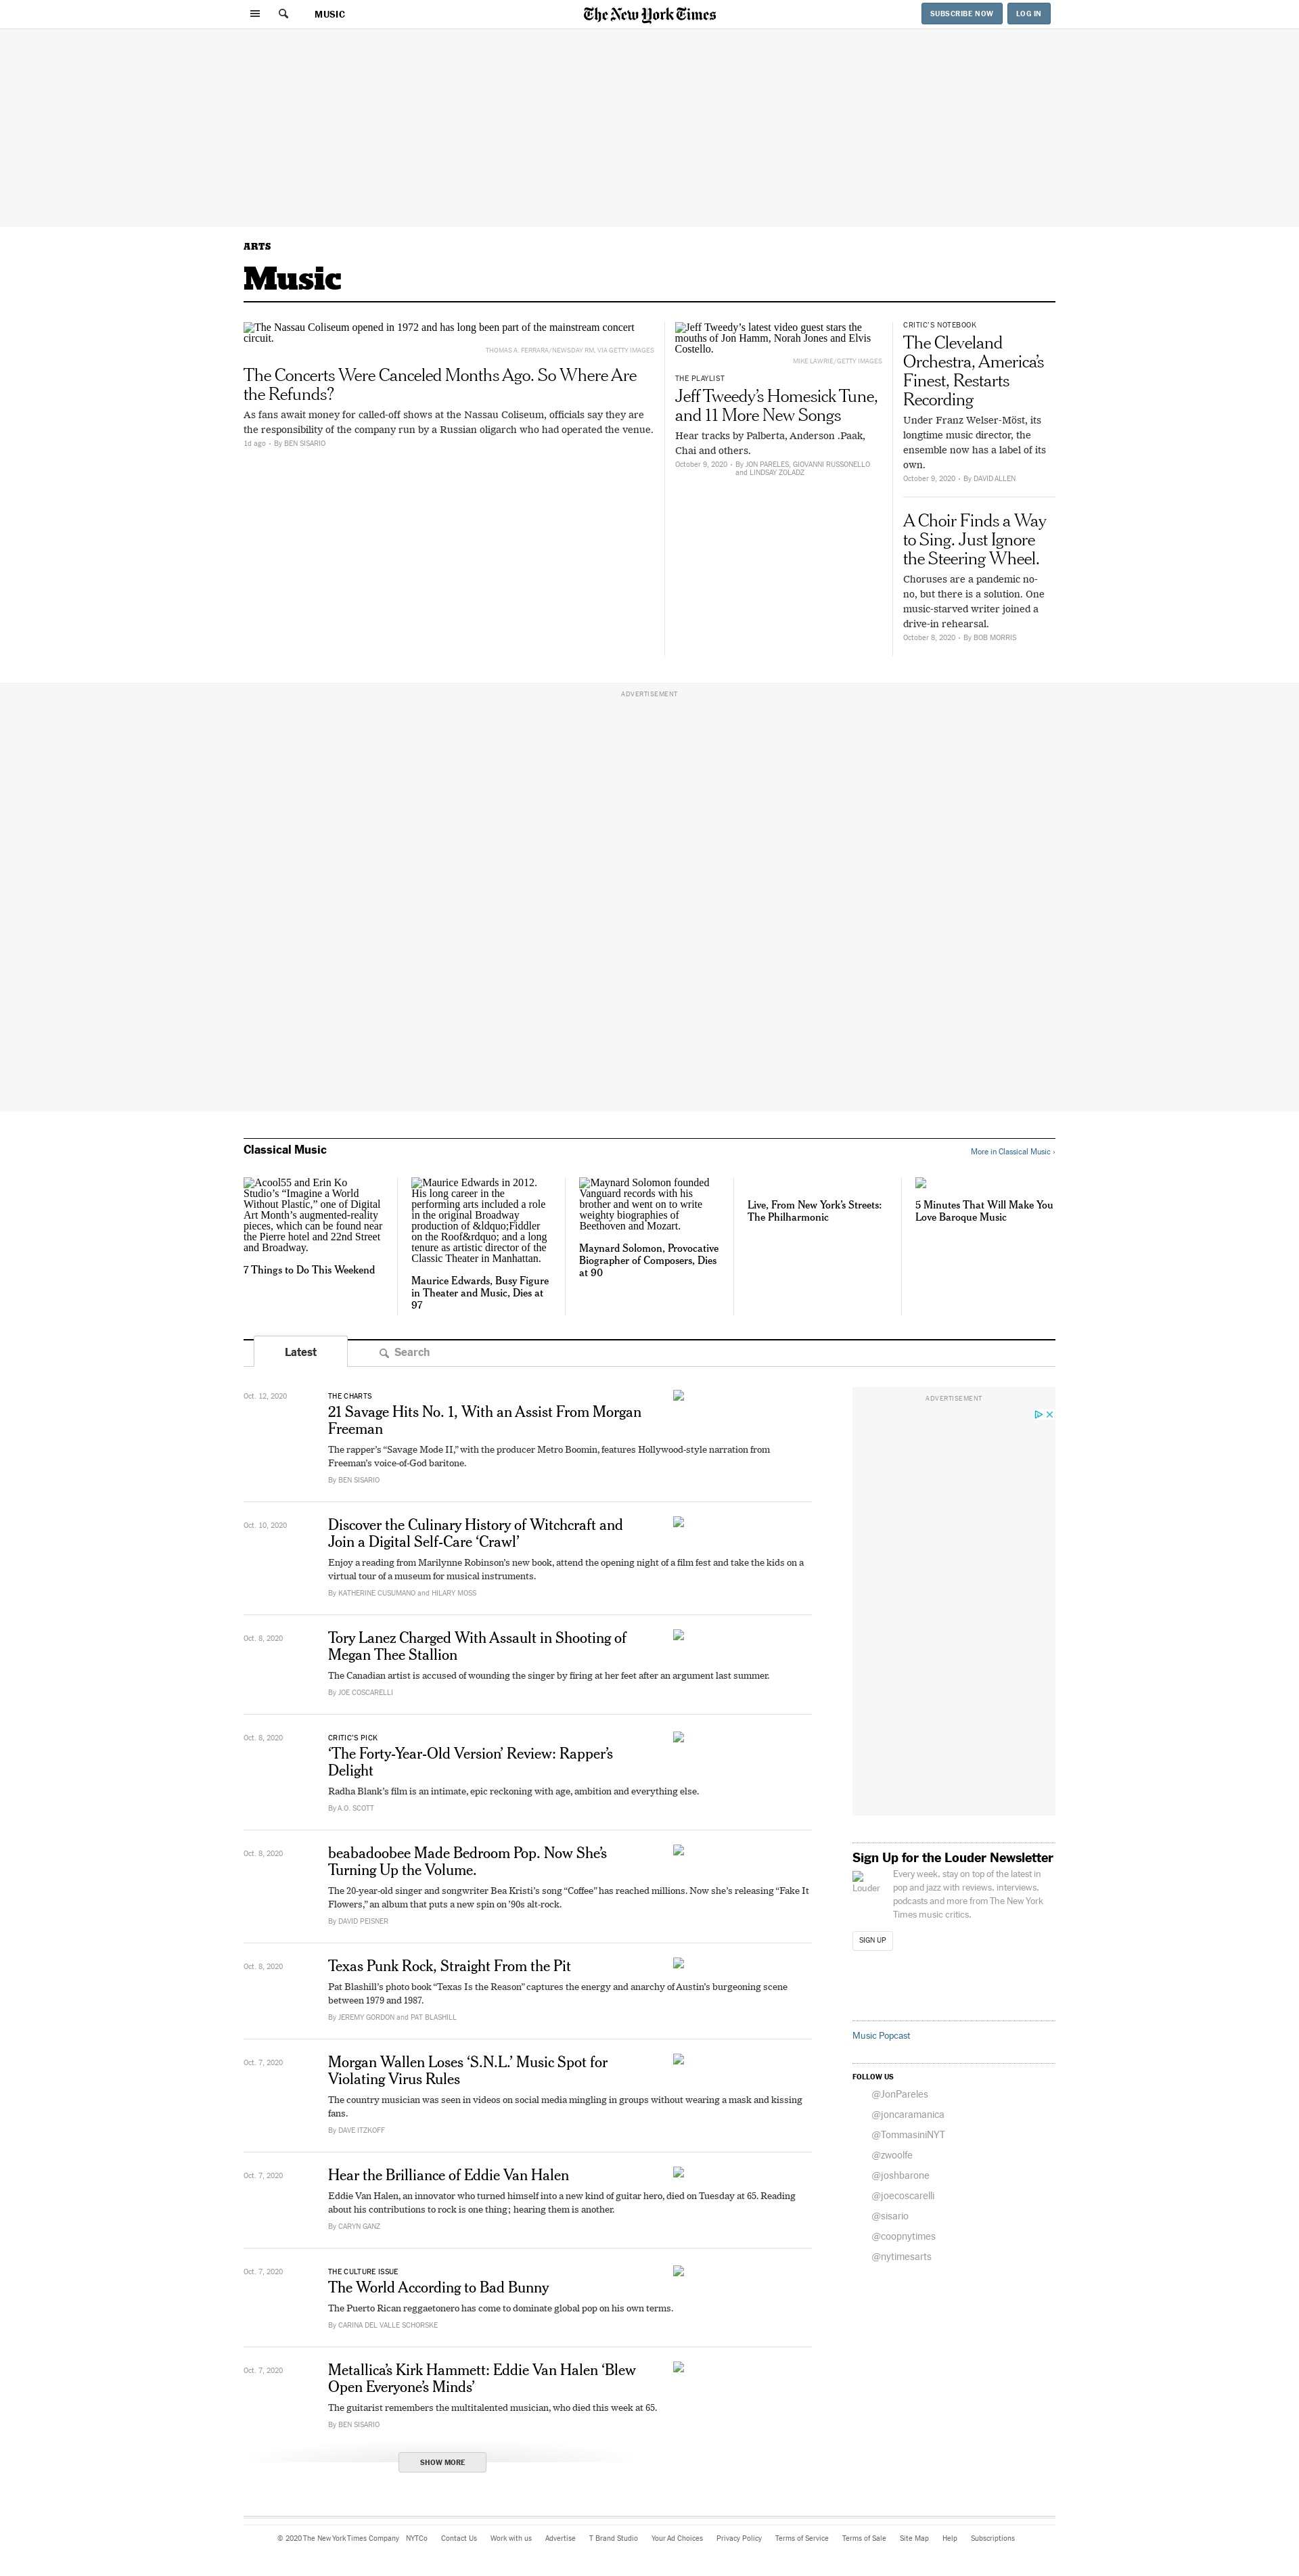 MUSIC
The New York Times
SUBSCRIBE NOW
LOG IN
ARTS
Music
The Nassau Coliseum opened in 1972 and has long been part of the mainstream concert
circuit.
THOMAS A. FERRARA/NEWSDAY RM, VIA GETTY IMAGES
The Concerts Were Canceled Months Ago. So Where Are
the Refunds?
As fans await money for called-off shows at the Nassau Coliseum, officials say they are
the responsibility of the company run by a Russian oligarch who had operated the venue.
1d ago • By BEN SISARIO
Jeff Tweedy’s latest video guest stars the
mouths of Jon Hamm, Norah Jones and Elvis
Costello.
MIKE LAWRIE/GETTY IMAGES
THE PLAYLIST
Jeff Tweedy’s Homesick Tune,
and 11 More New Songs
Hear tracks by Palberta, Anderson .Paak,
Chai and others.
October 9, 2020 • By JON PARELES, GIOVANNI RUSSONELLO
and LINDSAY ZOLADZ
CRITIC’S NOTEBOOK
The Cleveland
Orchestra, America’s
Finest, Restarts
Recording
Under Franz Welser-Möst, its
longtime music director, the
ensemble now has a label of its
own.
October 9, 2020 • By DAVID ALLEN
A Choir Finds a Way
to Sing. Just Ignore
the Steering Wheel.
Choruses are a pandemic no-
no, but there is a solution. One
music-starved writer joined a
drive-in rehearsal.
October 8, 2020 • By BOB MORRIS
ADVERTISEMENT
Classical Music
More in Classical Music ›
Acool55 and Erin Ko
Studio’s “Imagine a World
Without Plastic,” one of Digital
Art Month’s augmented-reality
pieces, which can be found near
the Pierre hotel and 22nd Street
and Broadway.
7 Things to Do This Weekend
Maurice Edwards in 2012.
His long career in the
performing arts included a role
in the original Broadway
production of &ldquo;Fiddler
on the Roof&rdquo; and a long
tenure as artistic director of the
Classic Theater in Manhattan.
Maurice Edwards, Busy Figure
in Theater and Music, Dies at
97
Maynard Solomon founded
Vanguard records with his
brother and went on to write
weighty biographies of
Beethoven and Mozart.
Maynard Solomon, Provocative
Biographer of Composers, Dies
at 90
Live, From New York’s Streets:
The Philharmonic
5 Minutes That Will Make You
Love Baroque Music
Latest
Search
Oct. 12, 2020
THE CHARTS
21 Savage Hits No. 1, With an Assist From Morgan
Freeman
The rapper’s “Savage Mode II,” with the producer Metro Boomin, features Hollywood-style narration from
Freeman’s voice-of-God baritone.
By BEN SISARIO
Oct. 10, 2020
Discover the Culinary History of Witchcraft and
Join a Digital Self-Care ‘Crawl’
Enjoy a reading from Marilynne Robinson’s new book, attend the opening night of a film fest and take the kids on a
virtual tour of a museum for musical instruments.
By KATHERINE CUSUMANO and HILARY MOSS
Oct. 8, 2020
Tory Lanez Charged With Assault in Shooting of
Megan Thee Stallion
The Canadian artist is accused of wounding the singer by firing at her feet after an argument last summer.
By JOE COSCARELLI
Oct. 8, 2020
CRITIC’S PICK
‘The Forty-Year-Old Version’ Review: Rapper’s
Delight
Radha Blank’s film is an intimate, epic reckoning with age, ambition and everything else.
By A.O. SCOTT
Oct. 8, 2020
beabadoobee Made Bedroom Pop. Now She’s
Turning Up the Volume.
The 20-year-old singer and songwriter Bea Kristi’s song “Coffee” has reached millions. Now she’s releasing “Fake It
Flowers,” an album that puts a new spin on ’90s alt-rock.
By DAVID PEISNER
Oct. 8, 2020
Texas Punk Rock, Straight From the Pit
Pat Blashill’s photo book “Texas Is the Reason” captures the energy and anarchy of Austin’s burgeoning scene
between 1979 and 1987.
By JEREMY GORDON and PAT BLASHILL
Oct. 7, 2020
Morgan Wallen Loses ‘S.N.L.’ Music Spot for
Violating Virus Rules
The country musician was seen in videos on social media mingling in groups without wearing a mask and kissing
fans.
By DAVE ITZKOFF
Oct. 7, 2020
Hear the Brilliance of Eddie Van Halen
Eddie Van Halen, an innovator who turned himself into a new kind of guitar hero, died on Tuesday at 65. Reading
about his contributions to rock is one thing; hearing them is another.
By CARYN GANZ
Oct. 7, 2020
THE CULTURE ISSUE
The World According to Bad Bunny
The Puerto Rican reggaetonero has come to dominate global pop on his own terms.
By CARINA DEL VALLE SCHORSKE
Oct. 7, 2020
Metallica’s Kirk Hammett: Eddie Van Halen ‘Blew
Open Everyone’s Minds’
The guitarist remembers the multitalented musician, who died this week at 65.
By BEN SISARIO
SHOW MORE
ADVERTISEMENT
Sign Up for the Louder Newsletter
Louder
Every week, stay on top of the latest in
pop and jazz with reviews, interviews,
podcasts and more from The New York
Times music critics.
SIGN UP
Music Popcast
FOLLOW US
@JonPareles
@joncaramanica
@TommasiniNYT
@zwoolfe
@joshbarone
@joecoscarelli
@sisario
@coopnytimes
@nytimesarts
© 2020 The New York Times Company NYTCo Contact Us Work with us Advertise T Brand Studio Your Ad Choices Privacy Policy Terms of Service Terms of Sale Site Map Help Subscriptions